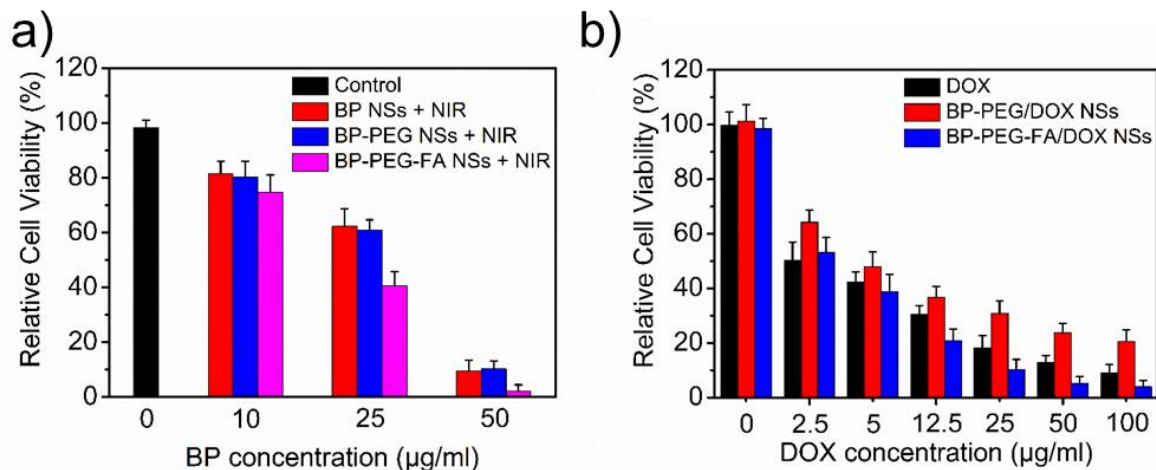 a)
Relative Cell Viability (%)
120
100
80
60
40
20
0
Control
BP NSs + NIR
BP-PEG NSs + NIR
BP-PEG-FA NSs + NIR
0 10 25 50
BP concentration (µg/ml)
b)
Relative Cell Viability (%)
120
100
80
60
40
20
0
DOX
BP-PEG/DOX NSs
BP-PEG-FA/DOX NSs
0 2.5 5 12.5 25 50 100
DOX concentration (µg/ml)